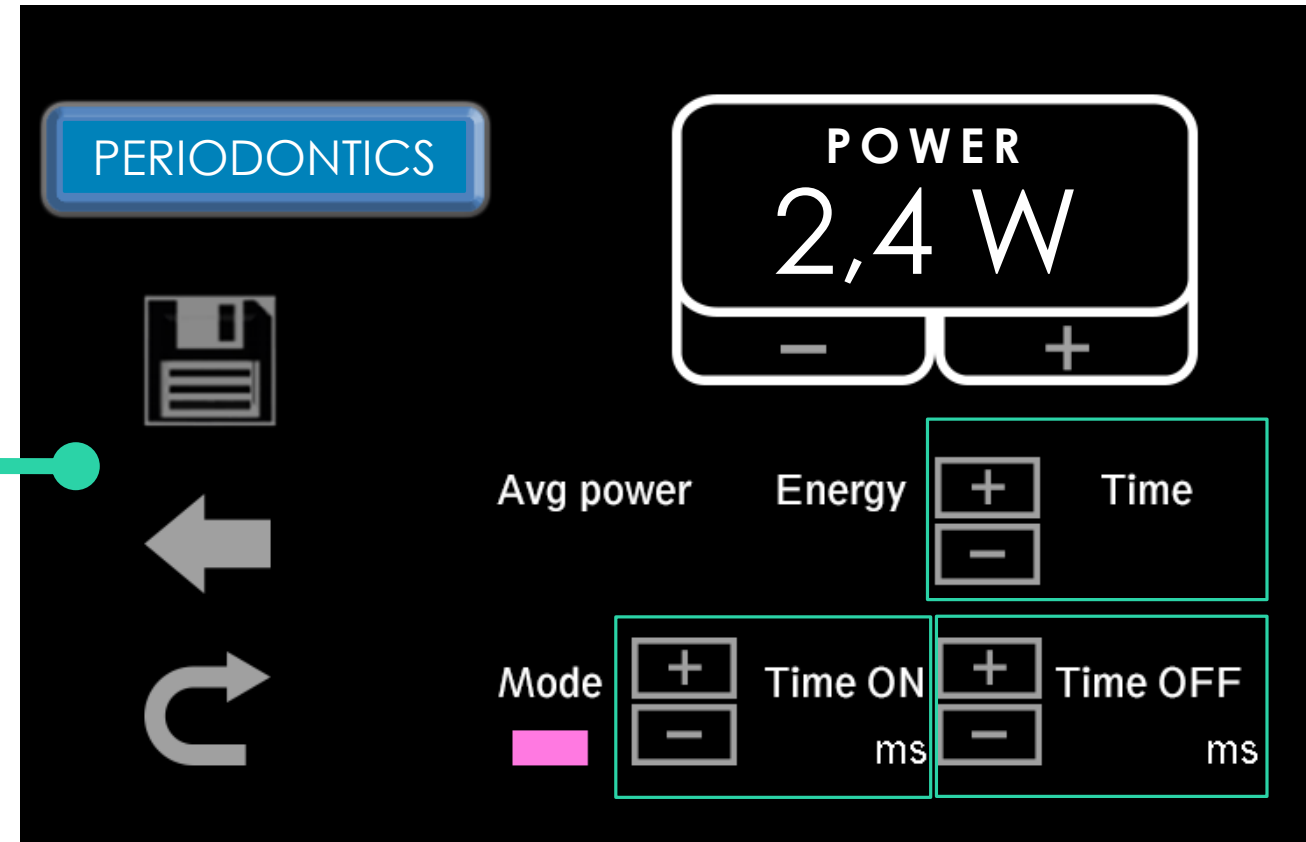 PERIODONTICS
POWER
2,4 W
- +
Avg power Energy + Time
-
Mode + Time ON + Time OFF
- ms - ms